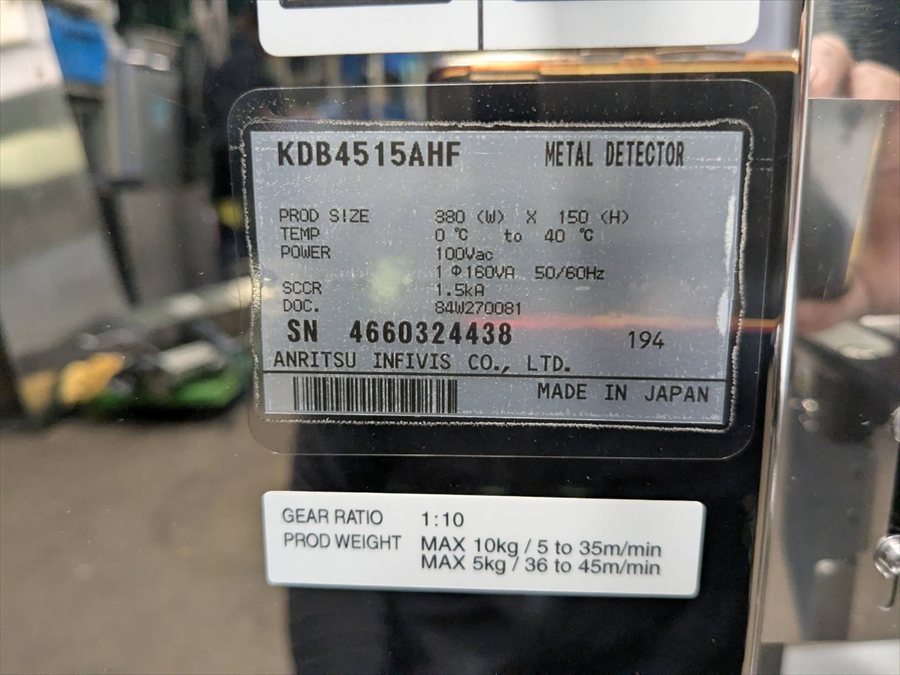 KDB4515AHF METAL DETECTOR
PROD SIZE 380 (W) X 150 (H)
TEMP 0 ℃ to 40 ℃
POWER 100Vac
1 Φ 160VA 50/60Hz
SCCR 1.5kA
DOC. 84W270081
SN 4660324438 194
ANRITSU INFIVIS CO., LTD.
MADE IN JAPAN
GEAR RATIO 1:10
PROD WEIGHT MAX 10kg / 5 to 35m/min
MAX 5kg / 36 to 45m/min